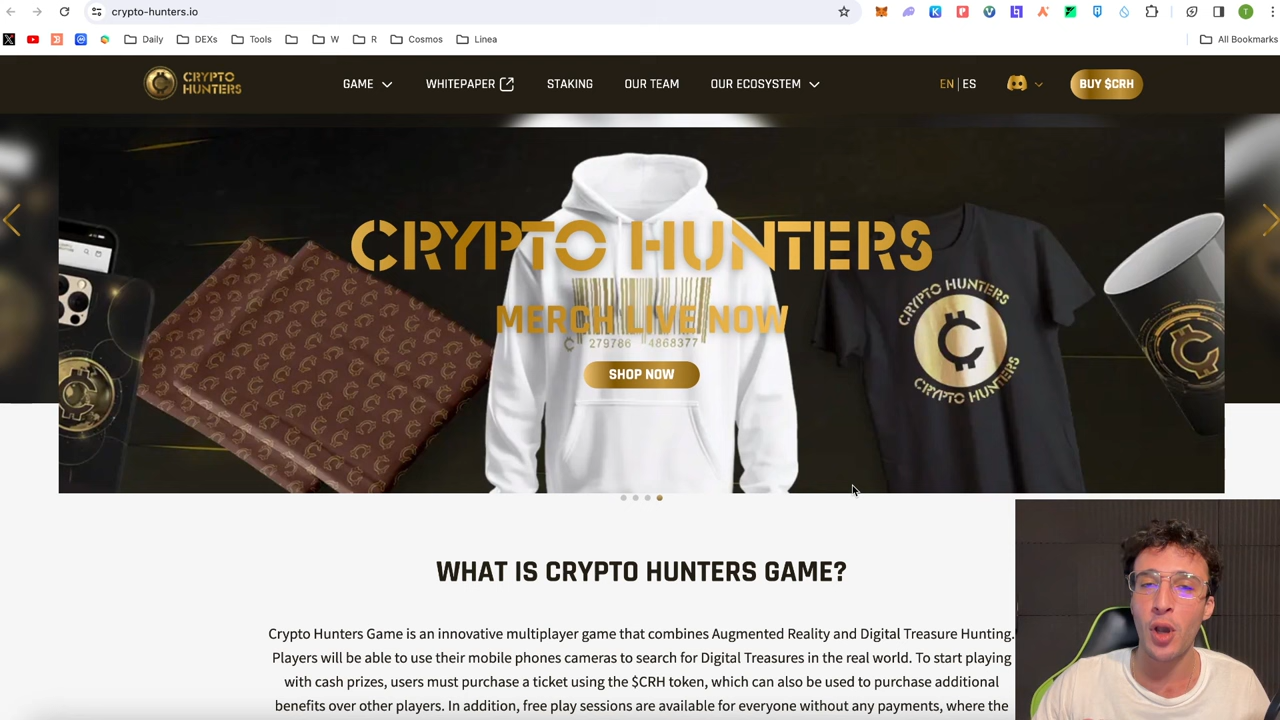 crypto-hunters.io
T
Daily
DEXs
Tools
W
R
Cosmos
Linea
All Bookmarks
CRYPTO
HUNTERS
GAME
WHITEPAPER
STAKING
OUR TEAM
OUR ECOSYSTEM
EN | ES
BUY $CRH
CRYPTO HUNTERS
MERCH LIVE NOW
279786 4868377
SHOP NOW
CRYPTO HUNTERS
CRYPTO HUNTERS
WHAT IS CRYPTO HUNTERS GAME?
Crypto Hunters Game is an innovative multiplayer game that combines Augmented Reality and Digital Treasure Hunting.
Players will be able to use their mobile phones cameras to search for Digital Treasures in the real world. To start playing
with cash prizes, users must purchase a ticket using the $CRH token, which can also be used to purchase additional
benefits over other players. In addition, free play sessions are available for everyone without any payments, where the